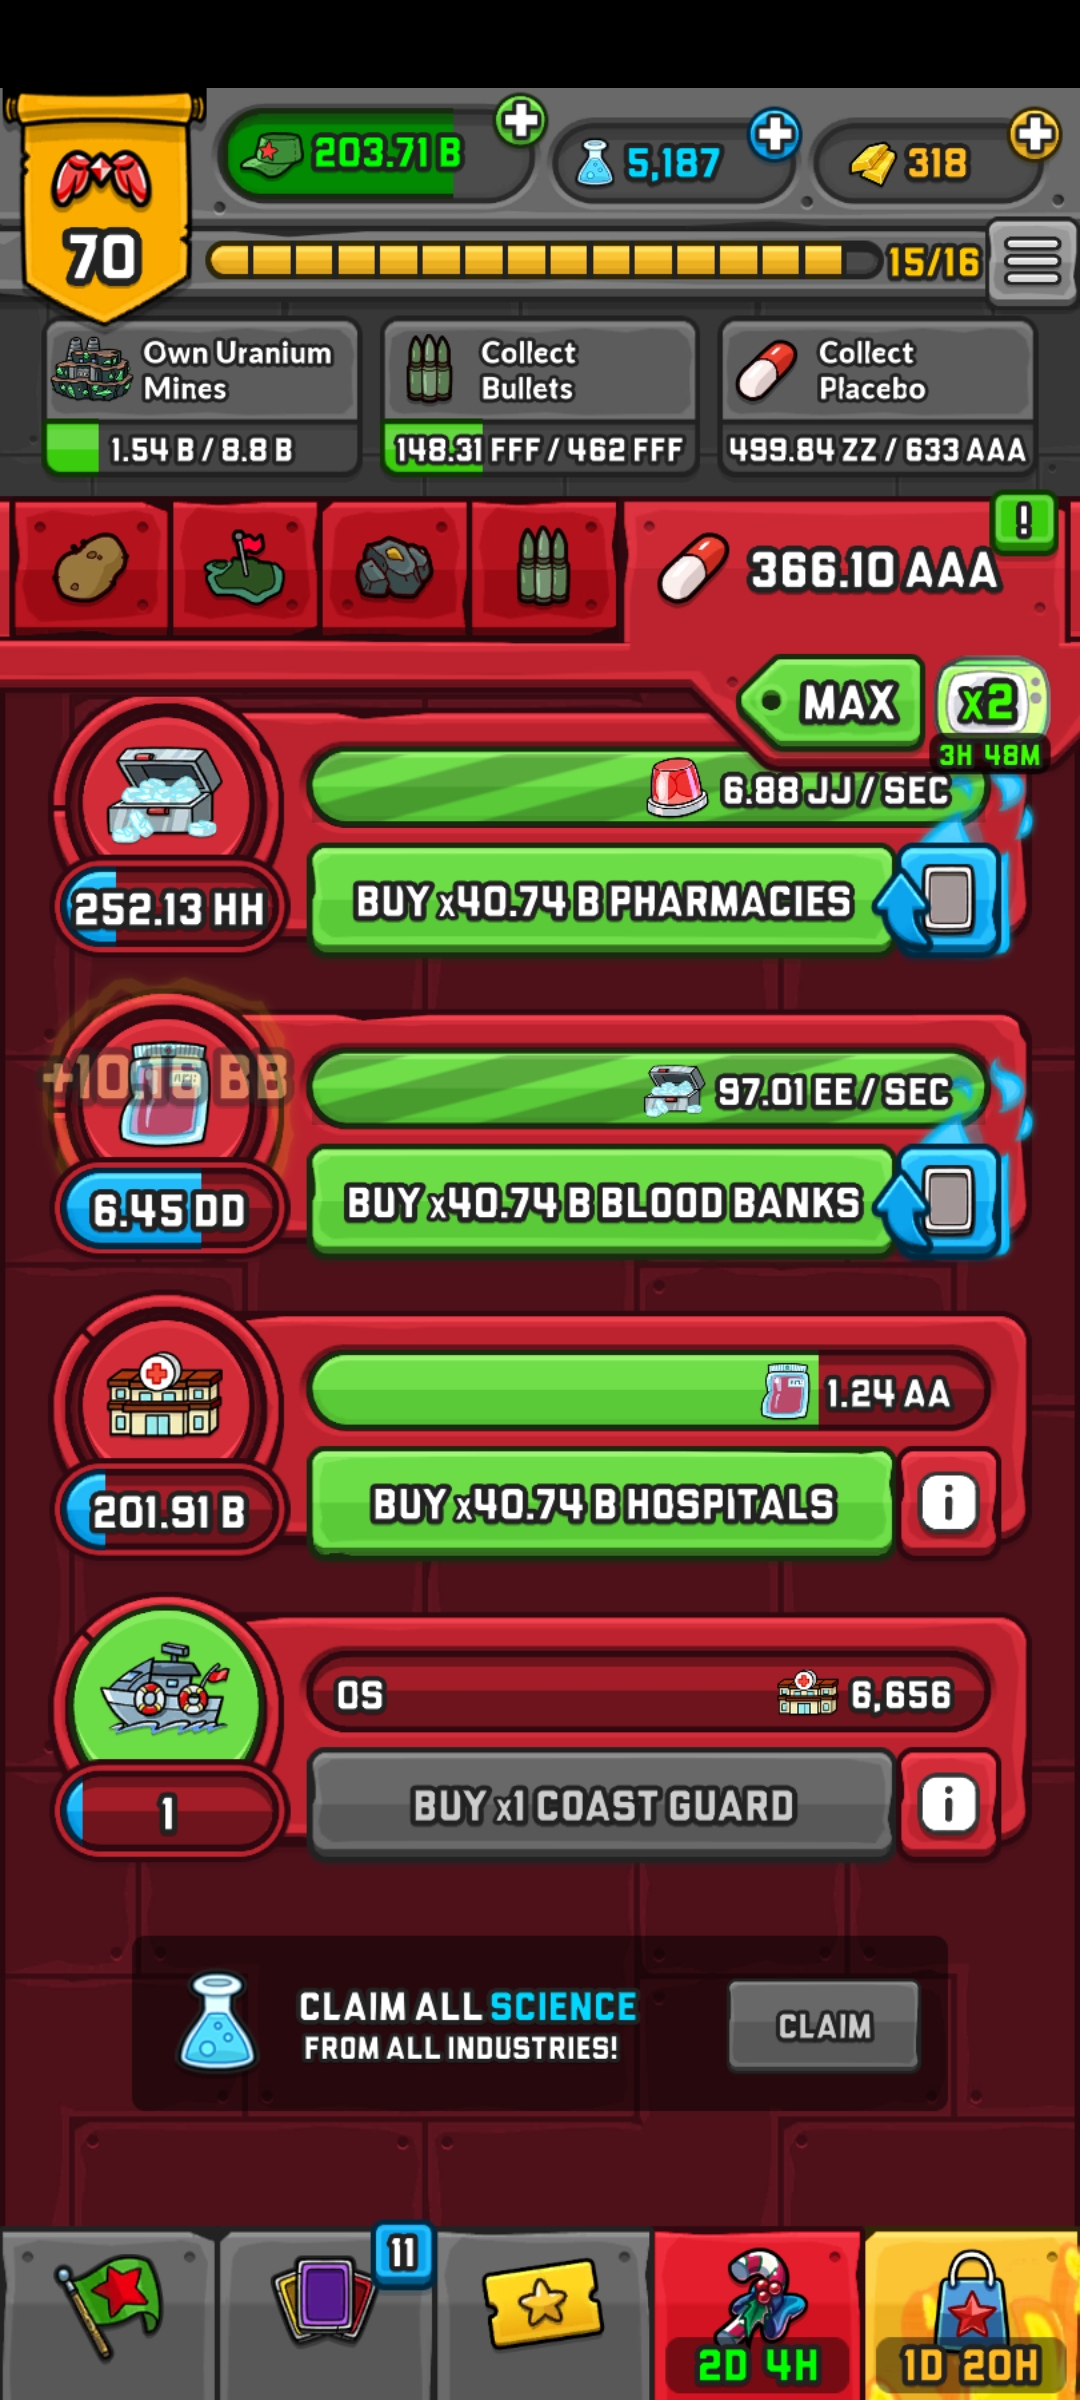 203.71 B
5,187
318
70
15/16
Own Uranium
Mines
1.54 B / 8.8 B
Collect
Bullets
148.31 FFF / 462 FFF
Collect
Placebo
499.84 ZZ / 633 AAA
!
366.10 AAA
MAX
x2
3H 48M
6.88 JJ / SEC
252.13 HH
BUY x40.74 B PHARMACIES
+10.16 BB
97.01 EE / SEC
6.45 DD
BUY x40.74 B BLOOD BANKS
1.24 AA
201.91 B
BUY x40.74 B HOSPITALS
i
0S
6,656
1
BUY x1 COAST GUARD
i
CLAIM ALL SCIENCE
FROM ALL INDUSTRIES!
CLAIM
11
2D 4H
1D 20H